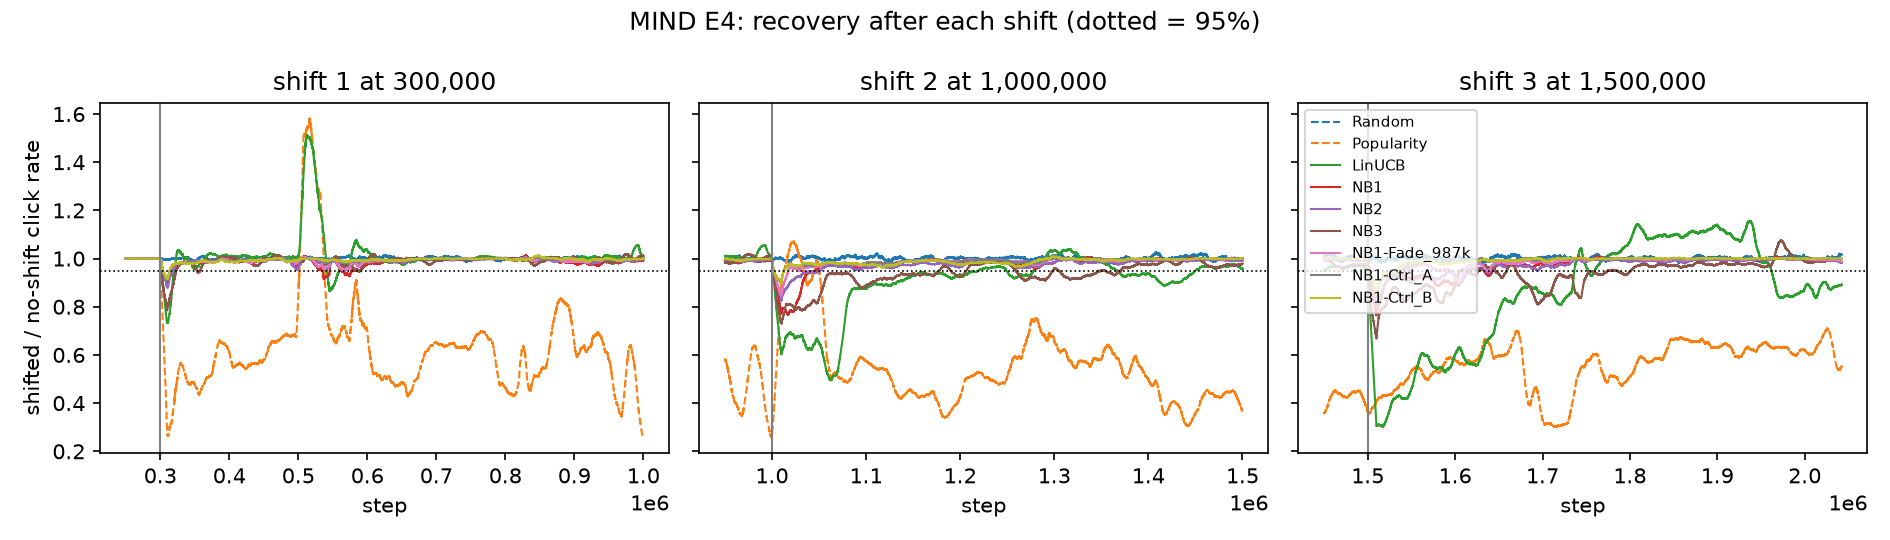 MIND E4: recovery after each shift (dotted = 95%)
shift 1 at 300,000
shift 2 at 1,000,000
shift 3 at 1,500,000
shifted / no-shift click rate
1.6
1.4
1.2
1.0
0.8
0.6
0.4
0.2
Random
Popularity
LinUCB
NB1
NB2
NB3
NB1-Fade_987k
NB1-Ctrl_A
NB1-Ctrl_B
0.3 0.4 0.5 0.6 0.7 0.8 0.9 1.0
1e6
step
1.0 1.1 1.2 1.3 1.4 1.5
1e6
step
1.5 1.6 1.7 1.8 1.9 2.0
1e6
step